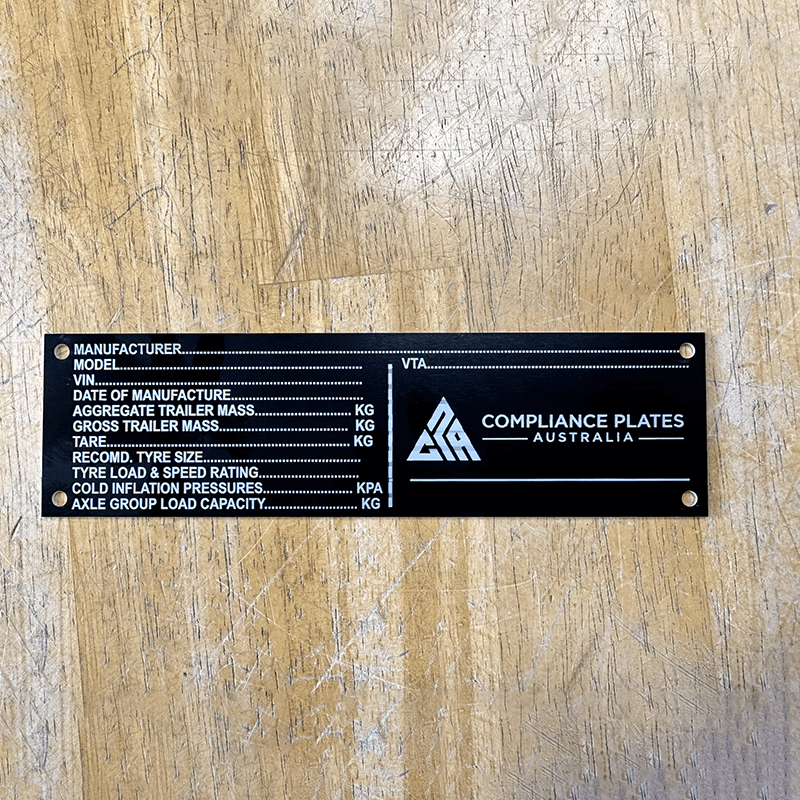 MANUFACTURER........................................................................................................................
MODEL............................................................
VIN...................................................................
DATE OF MANUFACTURE................................
AGGREGATE TRAILER MASS........................ KG
GROSS TRAILER MASS................................ KG
TARE............................................................ KG
RECOMD. TYRE SIZE.......................................
TYRE LOAD & SPEED RATING..........................
COLD INFLATION PRESSURES...................... KPA
AXLE GROUP LOAD CAPACITY....................... KG
VTA..................................................................
CPA
COMPLIANCE PLATES
AUSTRALIA